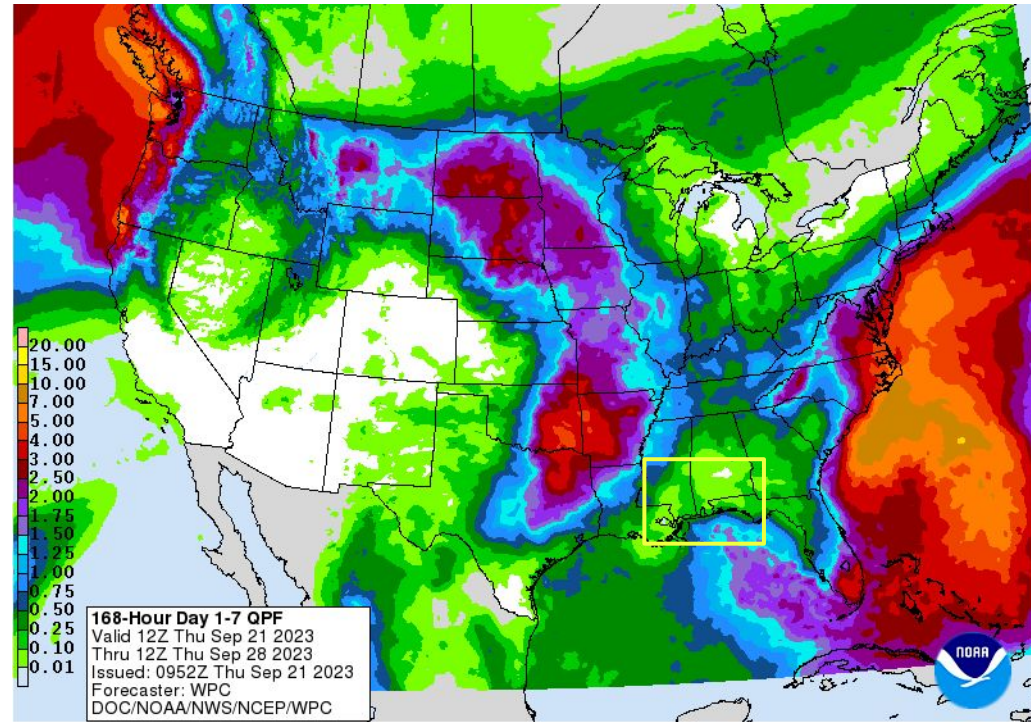 20.00
15.00
10.00
7.00
5.00
4.00
3.00
2.50
2.00
1.75
1.50
1.25
1.00
0.75
0.50
0.25
0.10
0.01
168-Hour Day 1-7 QPF
Valid 12Z Thu Sep 21 2023
Thru 12Z Thu Sep 28 2023
Issued: 0952Z Thu Sep 21 2023
Forecaster: WPC
DOC/NOAA/NWS/NCEP/WPC
NOAA